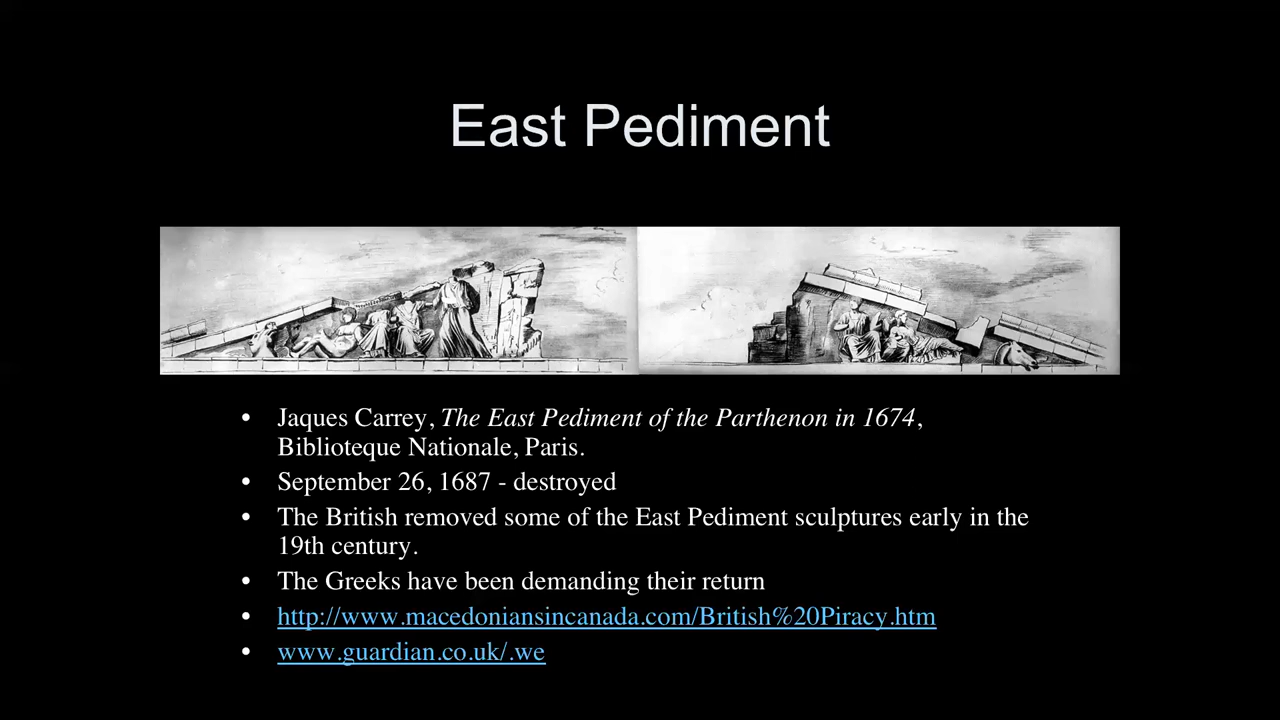 East Pediment
• Jaques Carrey, The East Pediment of the Parthenon in 1674,
Biblioteque Nationale, Paris.
• September 26, 1687 - destroyed
• The British removed some of the East Pediment sculptures early in the
19th century.
• The Greeks have been demanding their return
• http://www.macedoniansincanada.com/British%20Piracy.htm
• www.guardian.co.uk/.we